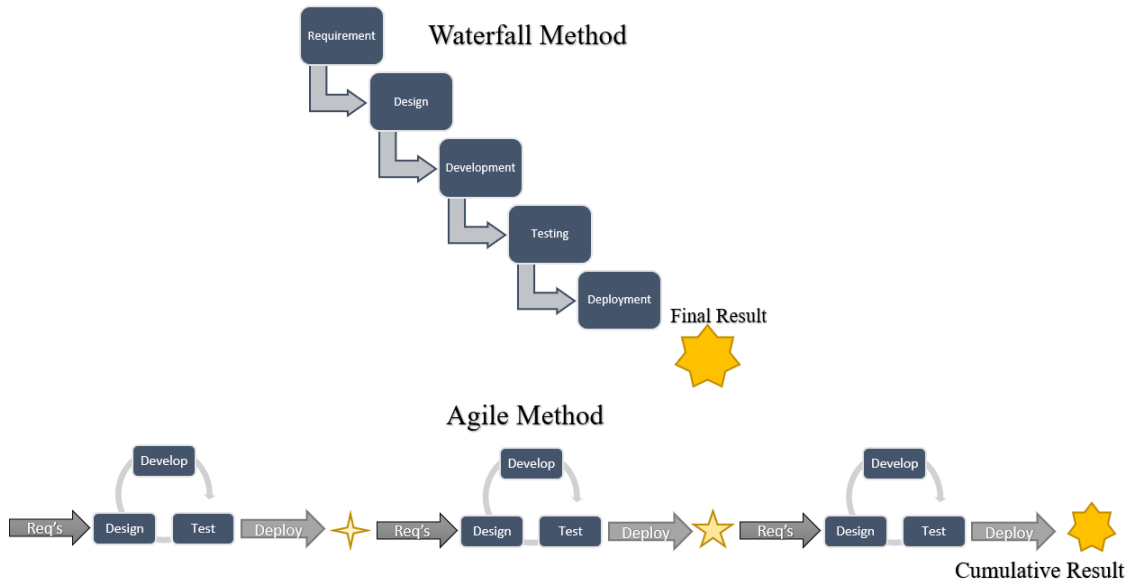 Requirement
Waterfall Method
Design
Development
Testing
Deployment
Final Result
Agile Method
Develop
Develop
Develop
Req's
Design
Test
Deploy
Req's
Design
Test
Deploy
Req's
Design
Test
Deploy
Cumulative Result